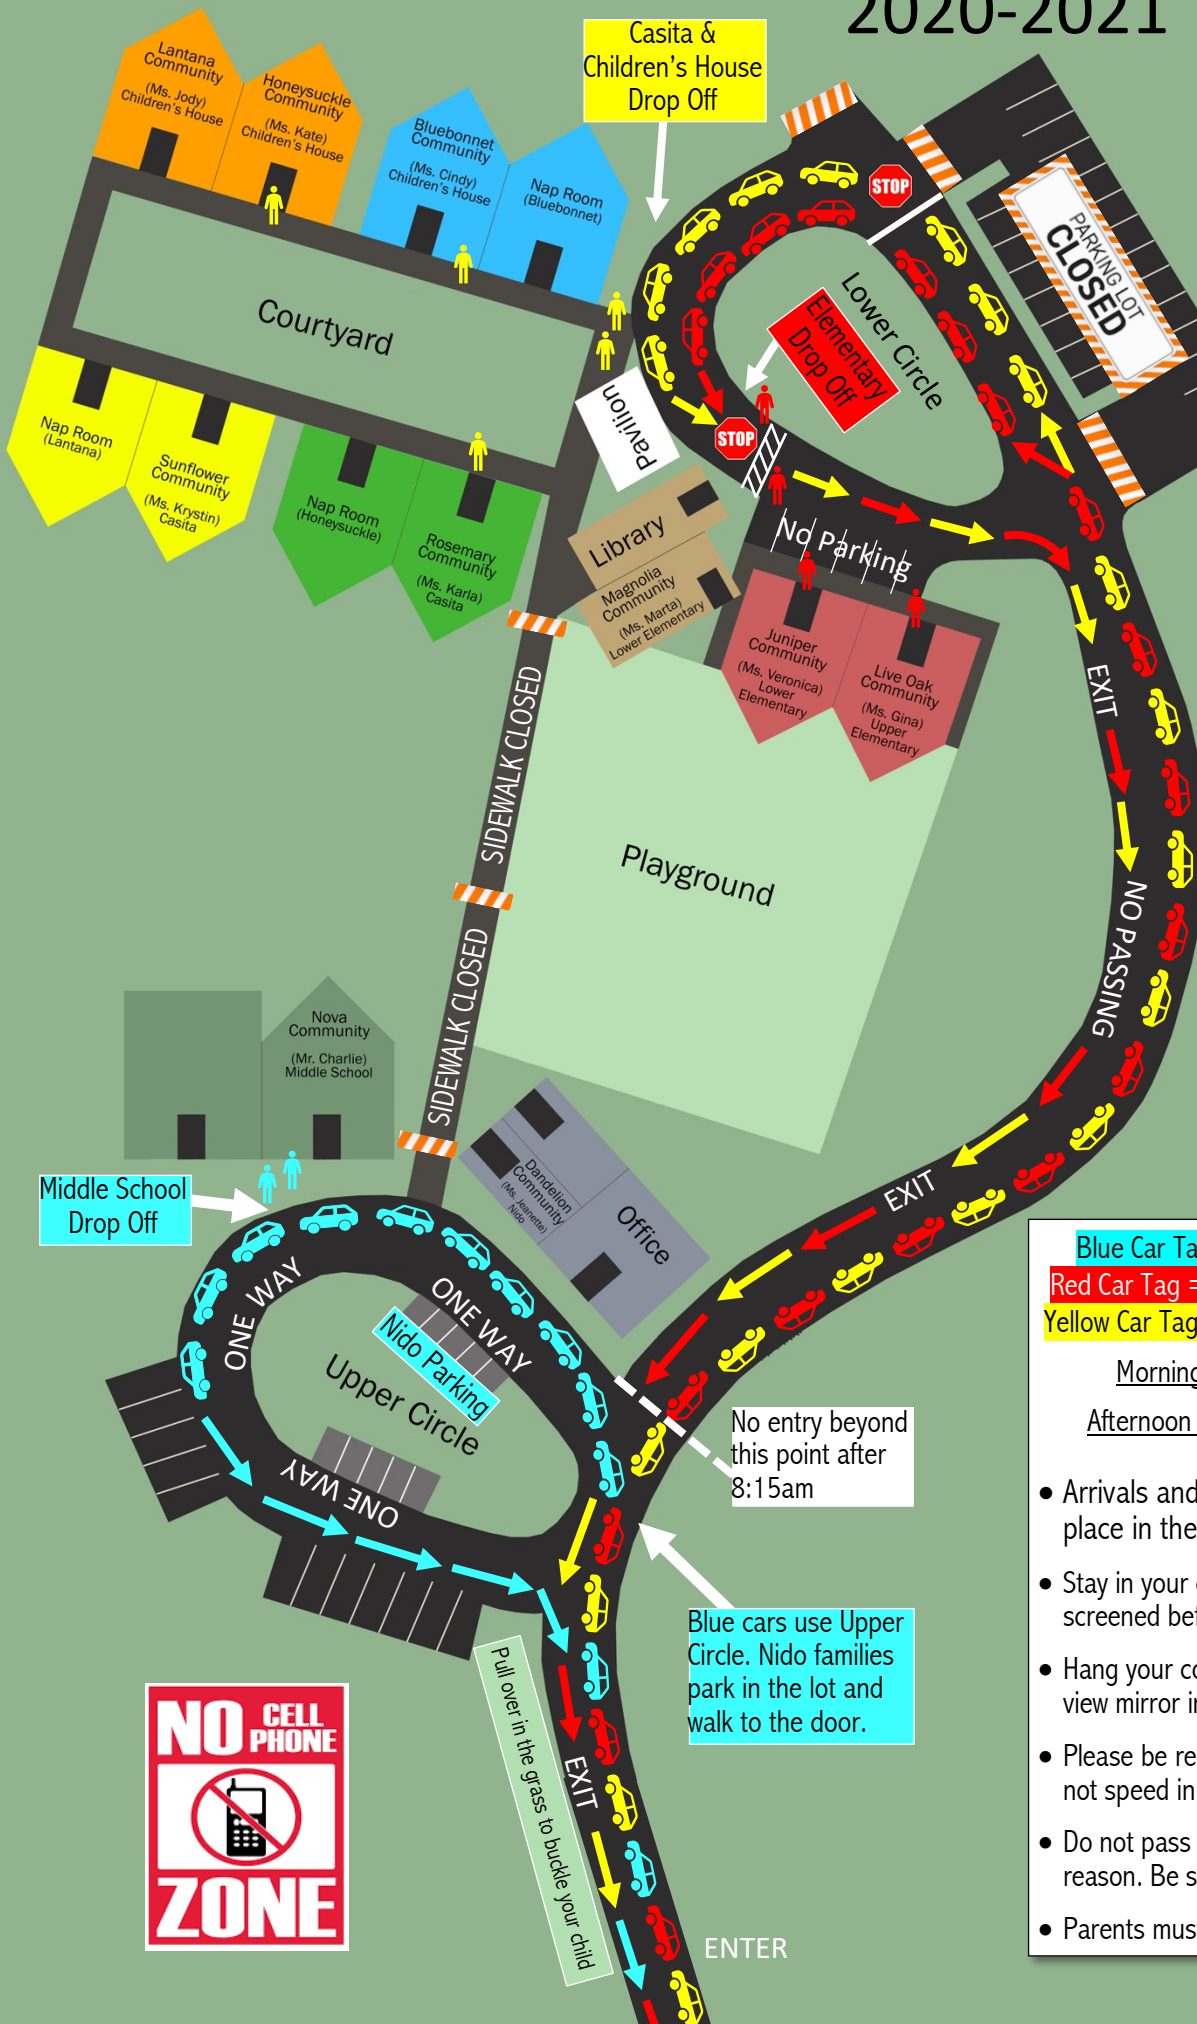 2020-2021
Casita &
Children's House
Drop Off
Lantana
Community
(Ms. Jody)
Children's House
Honeysuckle
Community
(Ms. Kate)
Children's House
Bluebonnet
Community
(Ms. Cindy)
Children's House
Nap Room
(Bluebonnet)
STOP
PARKING LOT
CLOSED
Courtyard
Lower Circle
Elementary
Drop Off
Pavilion
STOP
Nap Room
(Lantana)
Sunflower
Community
(Ms. Krystin)
Casita
Nap Room
(Honeysuckle)
Rosemary
Community
(Ms. Karla)
Casita
Library
Magnolia
Community
(Ms. Marta)
Lower Elementary
No Parking
Juniper
Community
(Ms. Veronica)
Lower
Elementary
Live Oak
Community
(Ms. Gina)
Upper
Elementary
EXIT
SIDEWALK CLOSED
Playground
NO PASSING
SIDEWALK CLOSED
Nova
Community
(Mr. Charlie)
Middle School
Middle School
Drop Off
Dandelion
Community
(Ms. Jeanette)
Nido
Office
EXIT
ONE WAY
ONE WAY
Nido Parking
Upper Circle
ONE WAY
No entry beyond
this point after
8:15am
Blue cars use Upper
Circle. Nido families
park in the lot and
walk to the door.
Pull over in the grass to buckle your child
EXIT
ENTER
NO CELL
PHONE
ZONE
Blue Car Ta
Red Car Tag =
Yellow Car Tag
Morning
Afternoon
• Arrivals and
place in the
• Stay in your
screened bef
• Hang your co
view mirror in
• Please be re
not speed in
• Do not pass
reason. Be s
• Parents mus